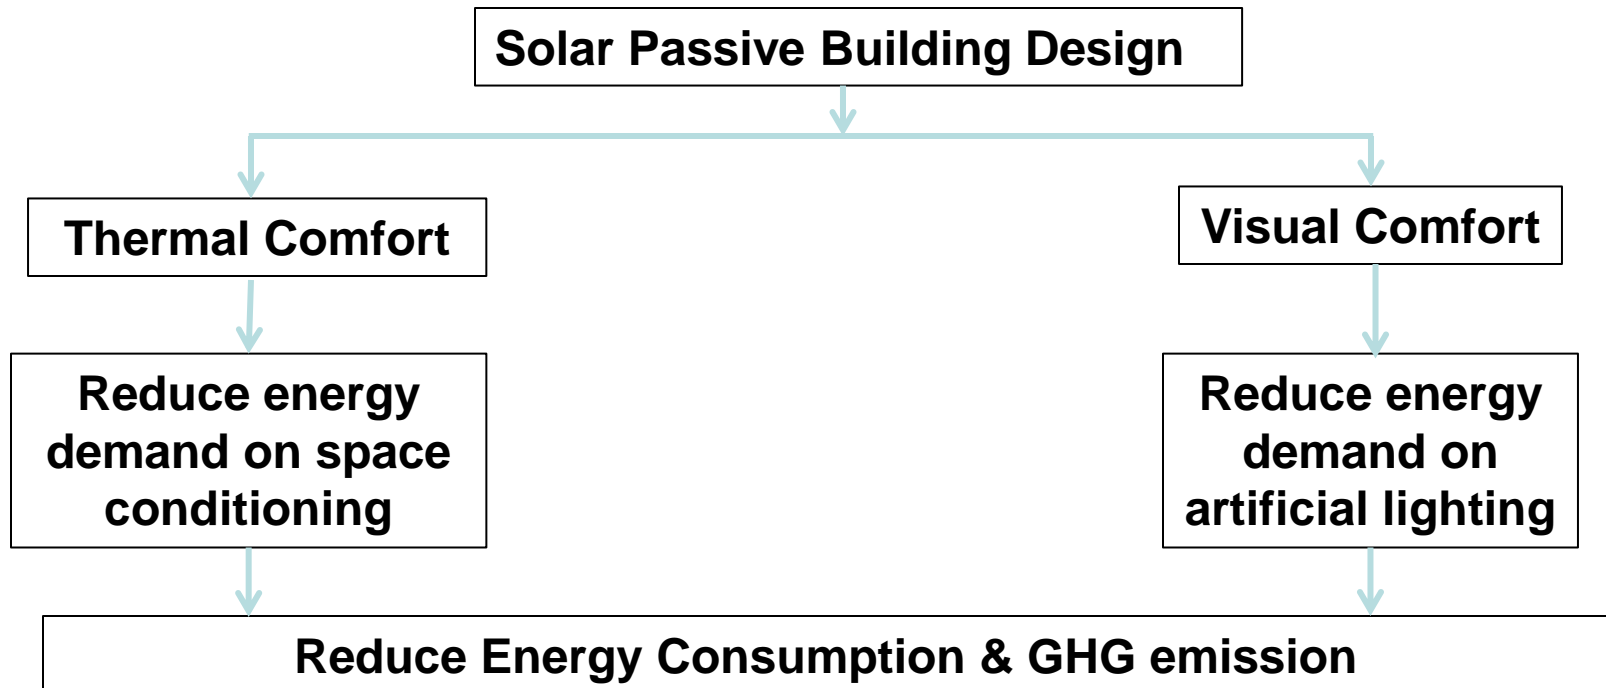 Solar Passive Building Design
Thermal Comfort
Visual Comfort
Reduce energy
demand on space
conditioning
Reduce energy
demand on
artificial lighting
Reduce Energy Consumption & GHG emission